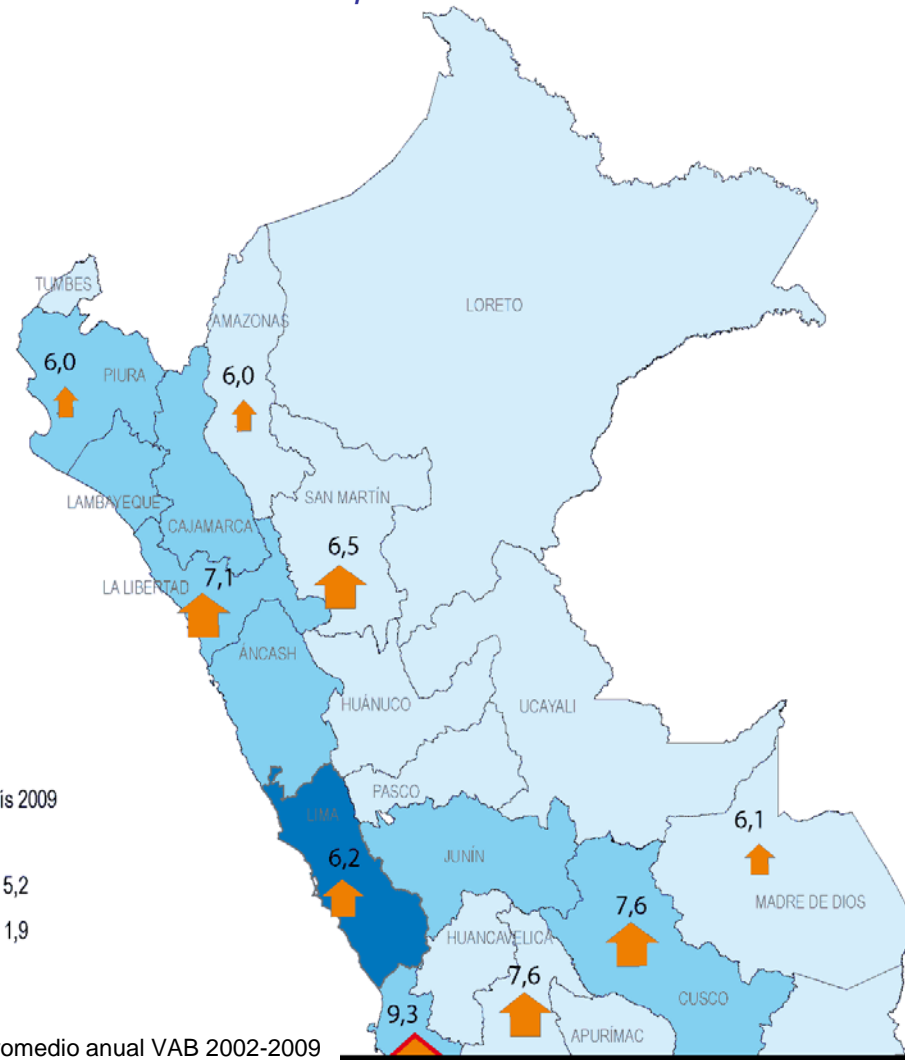 TUMBES
AMAZONAS
LORETO
6,0
PIURA
6,0
SAN MARTÍN
LAMBAYEQUE
CAJAMARCA
6,5
7,1
LA LIBERTAD
ÁNCASH
HUÁNUCO
UCAYALI
PASCO
ís 2009
LIMA
6,1
JUNÍN
6,2
5,2
MADRE DE DIOS
7,6
1,9
HUANCAVELICA
7,6
CUSCO
9,3
APURÍMAC
romedio anual VAB 2002-2009